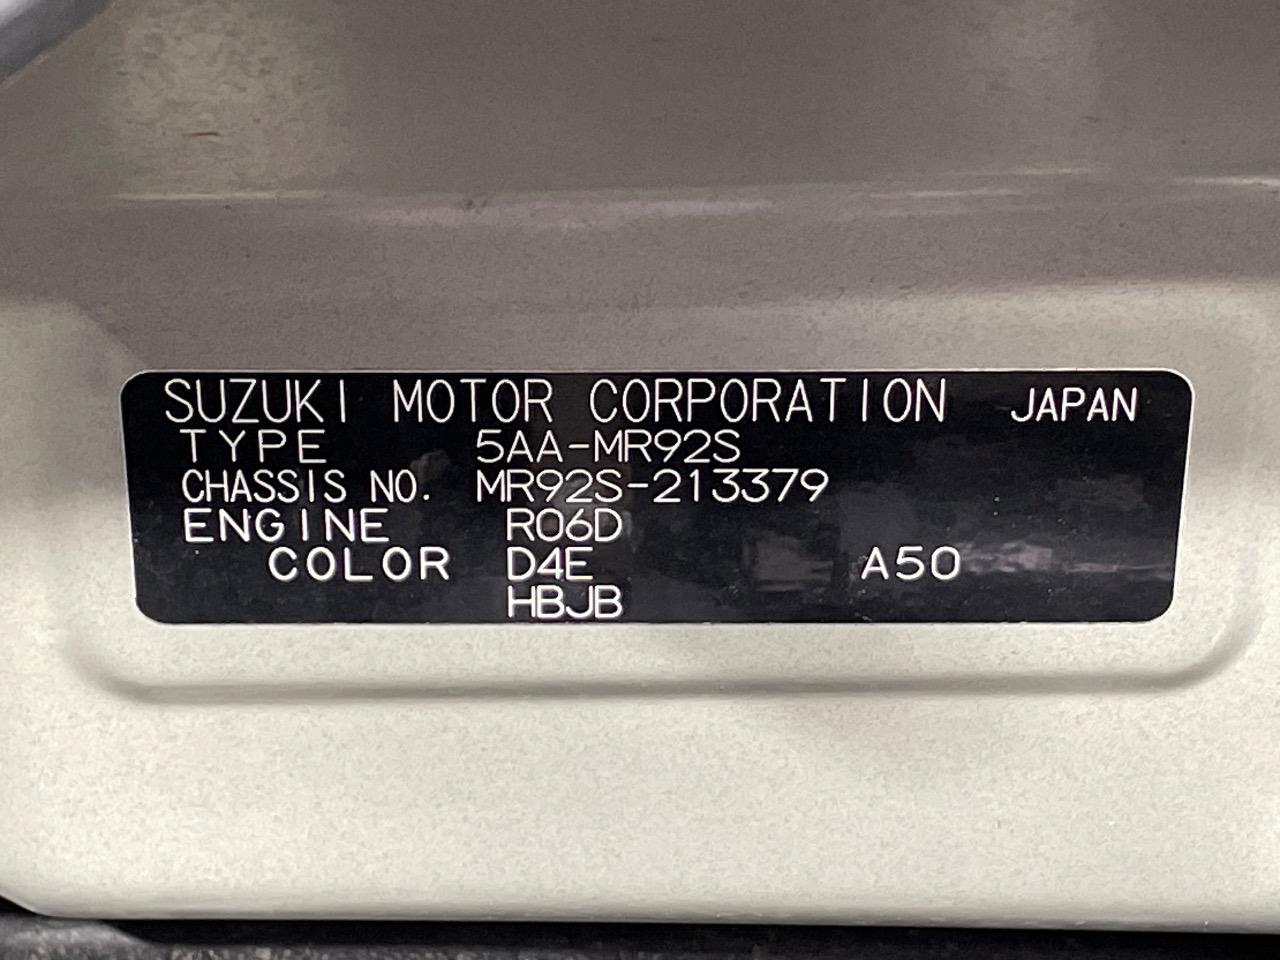 SUZUKI MOTOR CORPORATION JAPAN
TYPE 5AA-MR92S
CHASSIS NO. MR92S-213379
ENGINE R06D
COLOR D4E A50
HBJB